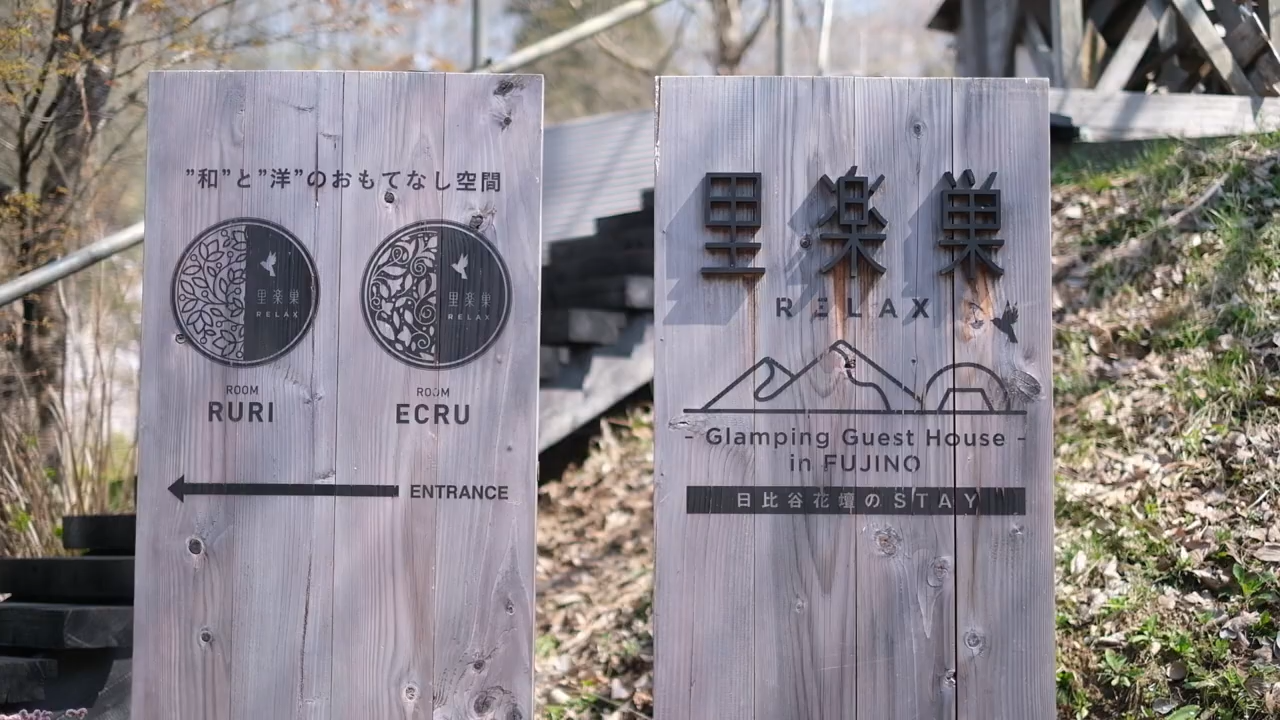 ”和”と”洋”のおもてなし空間
里楽巣
RELAX
里楽巣
RELAX
ROOM
RURI
ROOM
ECRU
ENTRANCE
里楽巣
RELAX
- Glamping Guest House -
in FUJINO
日比谷花壇のSTAY